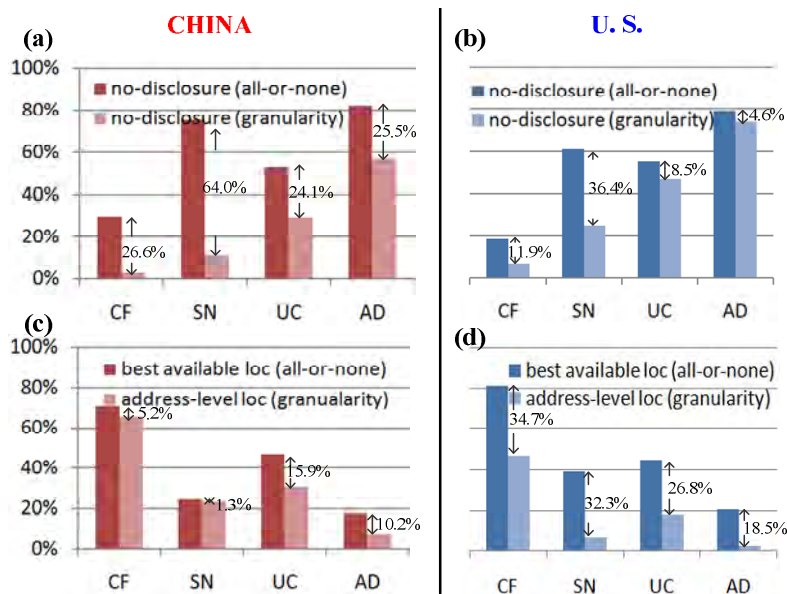 CHINA
U. S.
(a)
100%
80%
60%
40%
20%
0%
no-disclosure (all-or-none)
no-disclosure (granularity)
26.6%
64.0%
24.1%
25.5%
CF SN UC AD
(b)
no-disclosure (all-or-none)
no-disclosure (granularity)
11.9%
36.4%
8.5%
4.6%
CF SN UC AD
(c)
100%
80%
60%
40%
20%
0%
best available loc (all-or-none)
address-level loc (granualarity)
5.2%
1.3%
15.9%
10.2%
CF SN UC AD
(d)
best available loc (all-or-none)
address-level loc (granularity)
34.7%
32.3%
26.8%
18.5%
CF SN UC AD